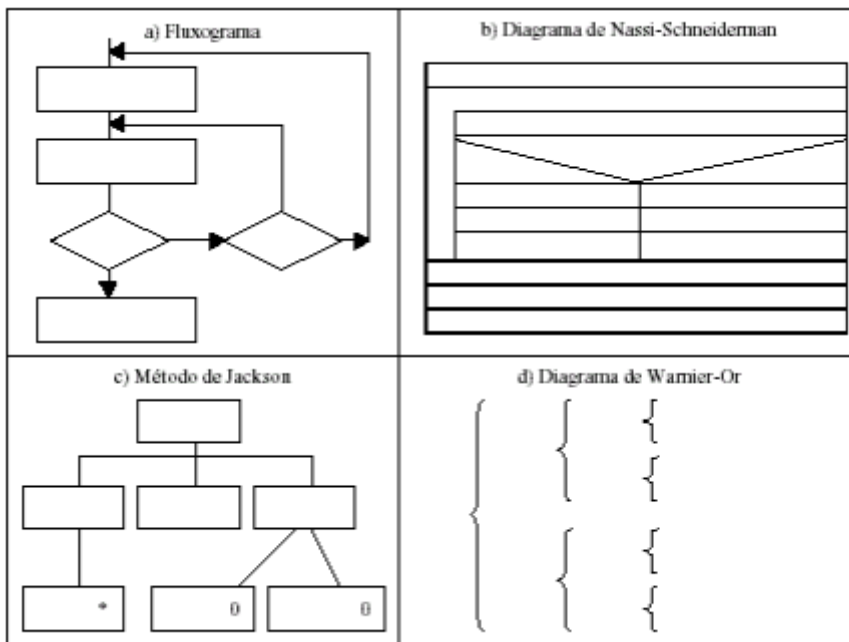 a) Fluxograma
b) Diagrama de Nassi-Schneiderman
c) Método de Jackson
d) Diagrama de Warnier-Or
*
0
0